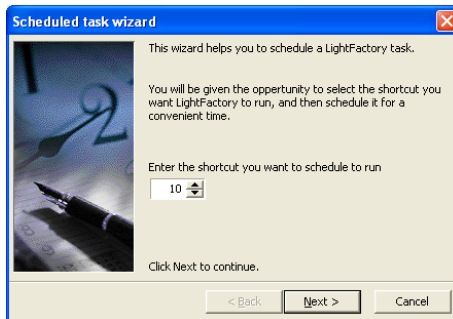 Scheduled task wizard
This wizard helps you to schedule a LightFactory task.
You will be given the oppertunity to select the shortcut you
want LightFactory to run, and then schedule it for a
convenient time.
Enter the shortcut you want to schedule to run
10
Click Next to continue.
< Back
Next >
Cancel